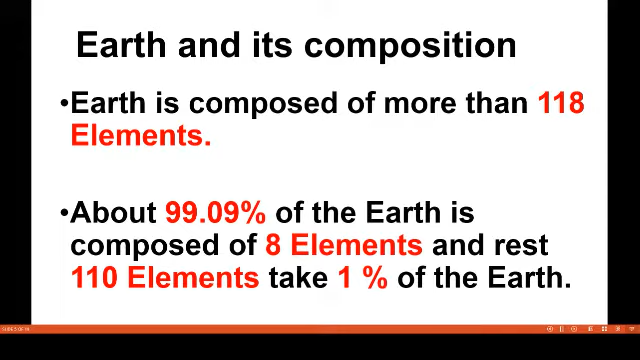 Earth and its composition
•Earth is composed of more than 118
Elements.
•About 99.09% of the Earth is
composed of 8 Elements and rest
110 Elements take 1 % of the Earth.